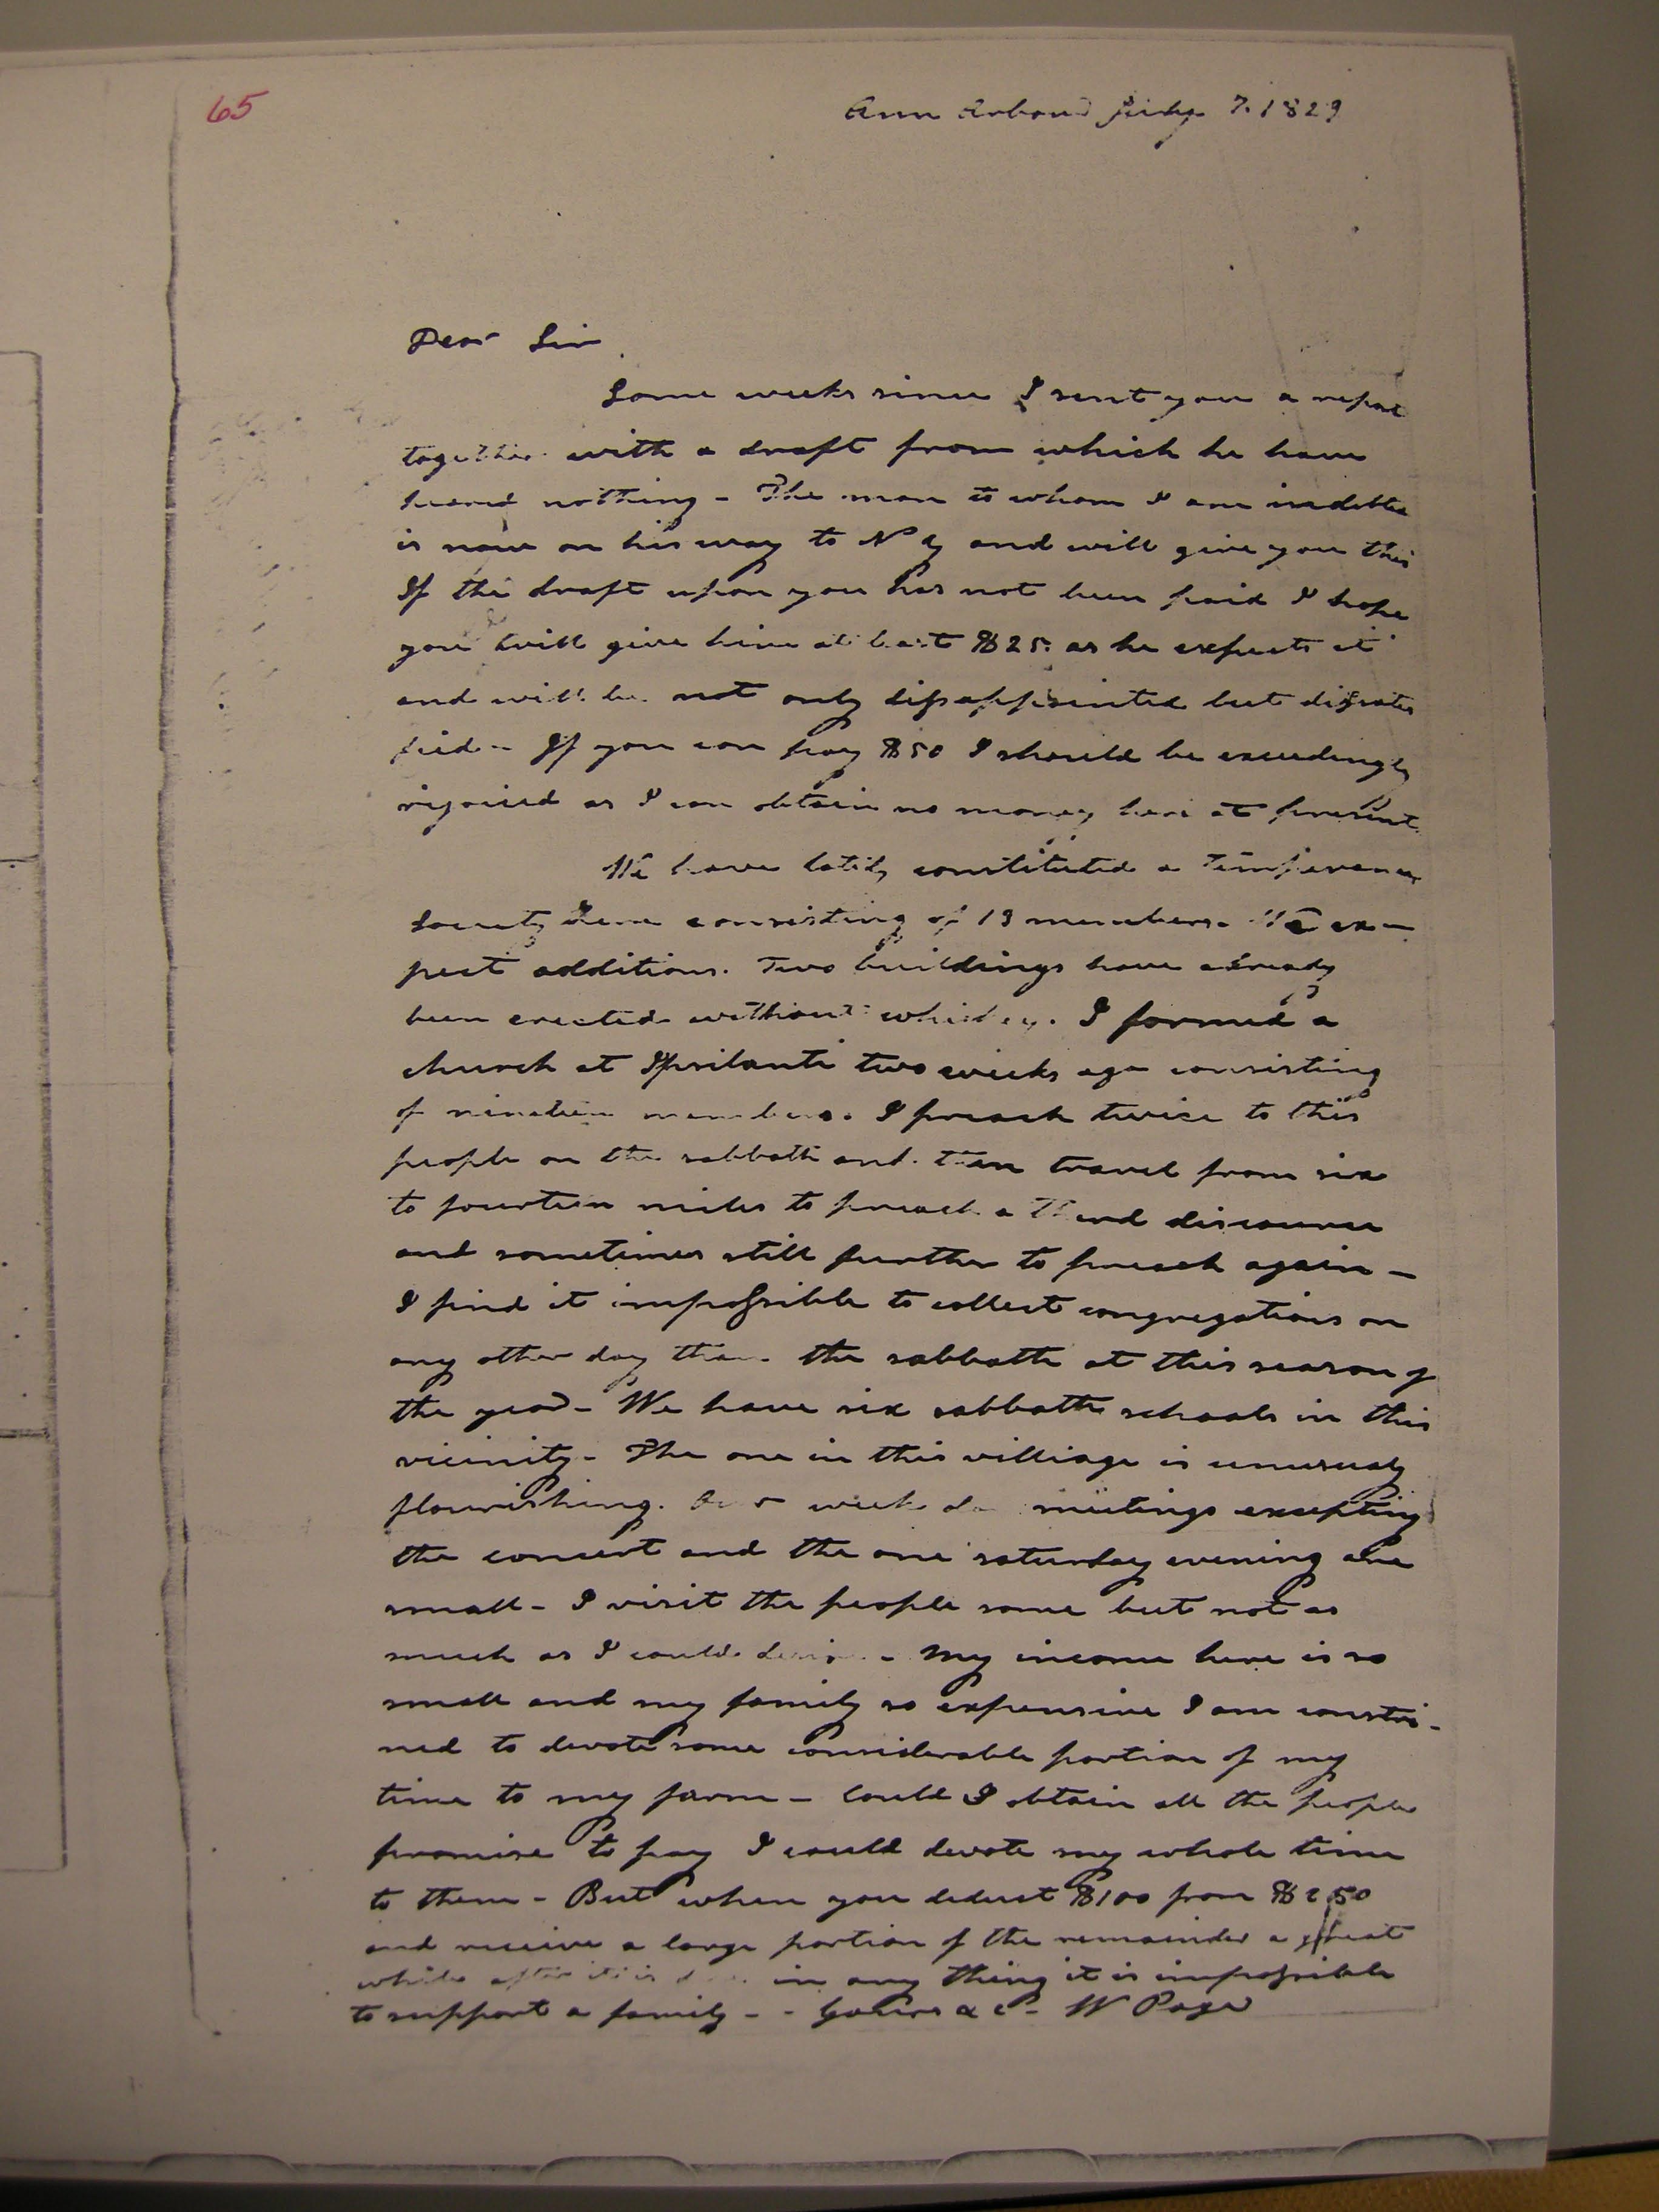 65
Ann Arbour July 7. 1829
Dear Sir
Some weeks since I sent you a report
together with a draft from which he have
heard nothing - The man to whom I am indebted
is now on his way to N Y and will give you this
If the draft upon you has not been paid I hope
you will give him at least $25. as he expects it
and will be not only disappointed but dissatis
fied - If you can pay $50 I should be exceedingly
rejoiced as I can obtain no money here at present.
We have lately constituted a Temperance
Society here consisting of 13 members. We ex-
pect additions. Two buildings have already
been erected without whiskey. I formed a
church at Ypsilanti two weeks ago consisting
of nineteen members. I preach twice to this
people on the sabbath and then travel from six
to fourteen miles to preach a third discourse
and sometimes still further to preach again -
I find it impossible to collect congregations on
any other day than the sabbath at this season of
the year - We have six sabbath schools in this
vicinity - The one in this villiage is unusualy
flourishing. Our week meetings excepting
the concert and the one saturday evening are
small - I visit the people some but not as
much as I could desire - My income here is so
small and my family so expensive I am constrai-
ned to devote some considerable portion of my
time to my farm - Could I obtain all the people
promise to pay I could devote my whole time
to them - But when you deduct $100 from $250
and receive a large portion of the remainder a great
while after it is in any thing it is impossible
to support a family - - Yours &c - W Page